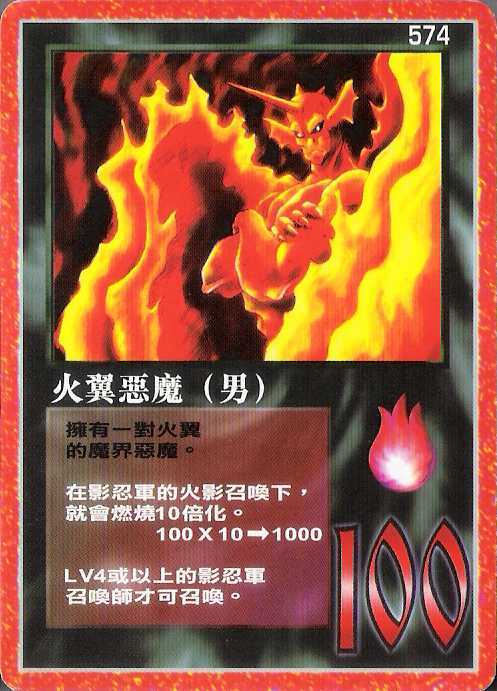 574
火翼惡魔（男）
擁有一對火翼
的魔界惡魔。
在影忍軍的火影召喚下，
就會燃燒10倍化。
100 X 10➞1000
LV4或以上的影忍軍
召喚師才可召喚。
100